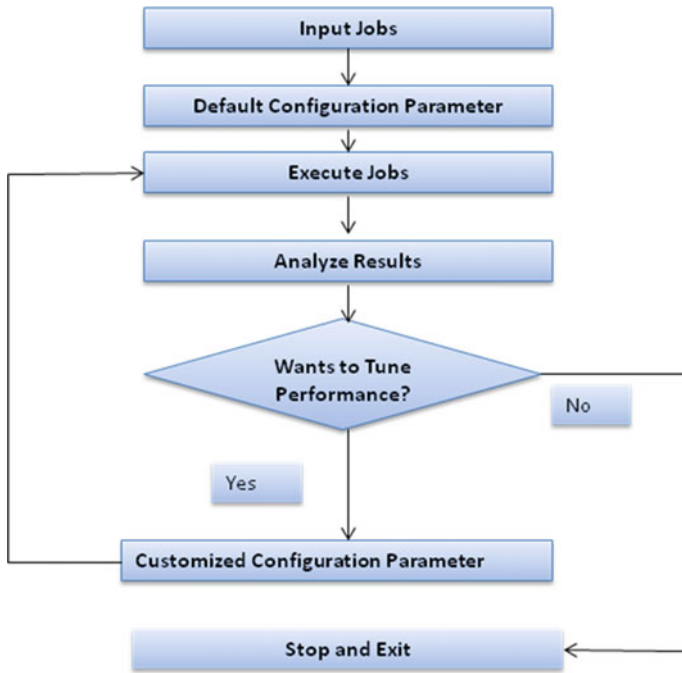 Input Jobs
Default Configuration Parameter
Execute Jobs
Analyze Results
Wants to Tune
Performance?
No
Yes
Customized Configuration Parameter
Stop and Exit